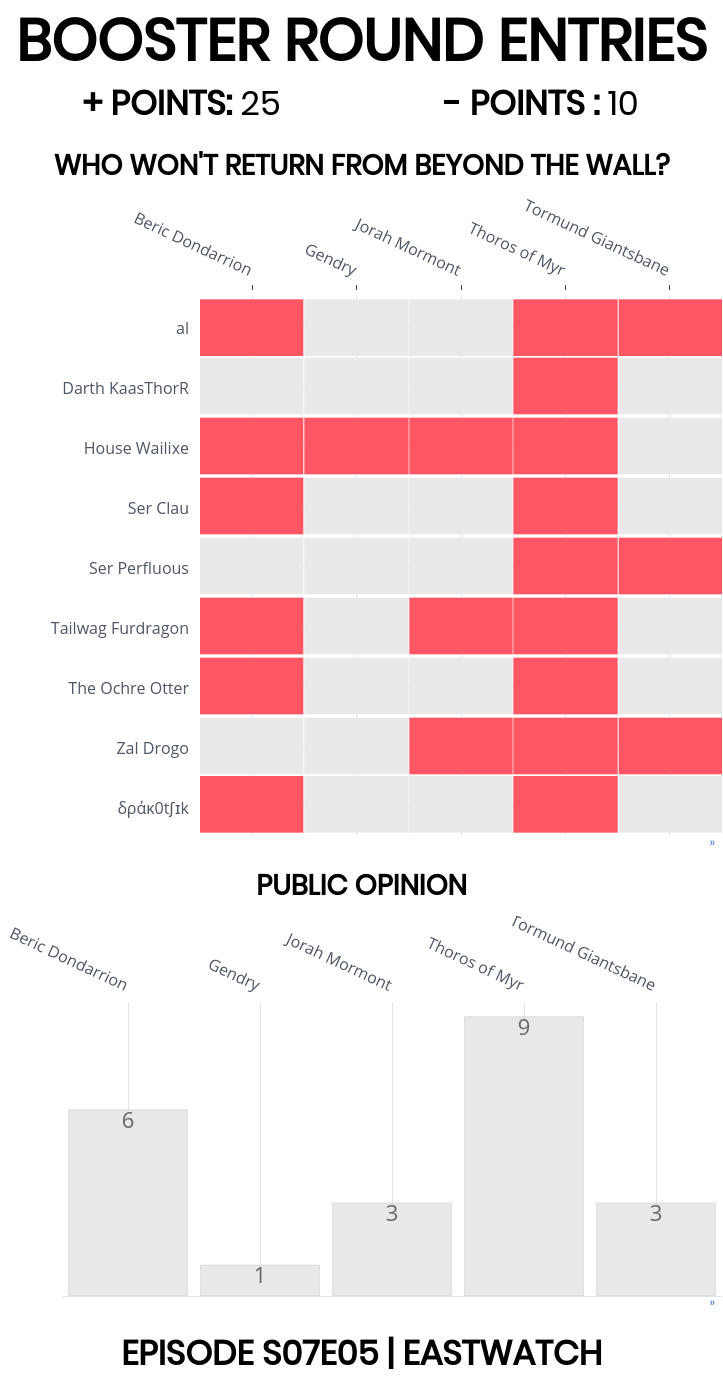 BOOSTER ROUND ENTRIES
+ POINTS: 25
- POINTS : 10
WHO WON'T RETURN FROM BEYOND THE WALL?
Beric Dondarrion
Gendry
Jorah Mormont
Thoros of Myr
Tormund Giantsbane
al
Darth KaasThorR
House Wailixe
Ser Clau
Ser Perfluous
Tailwag Furdragon
The Ochre Otter
Zal Drogo
δράκ0tʃɪk
»
PUBLIC OPINION
Beric Dondarrion
Gendry
Jorah Mormont
Thoros of Myr
Tormund Giantsbane
6
1
3
9
3
»
EPISODE S07E05 | EASTWATCH